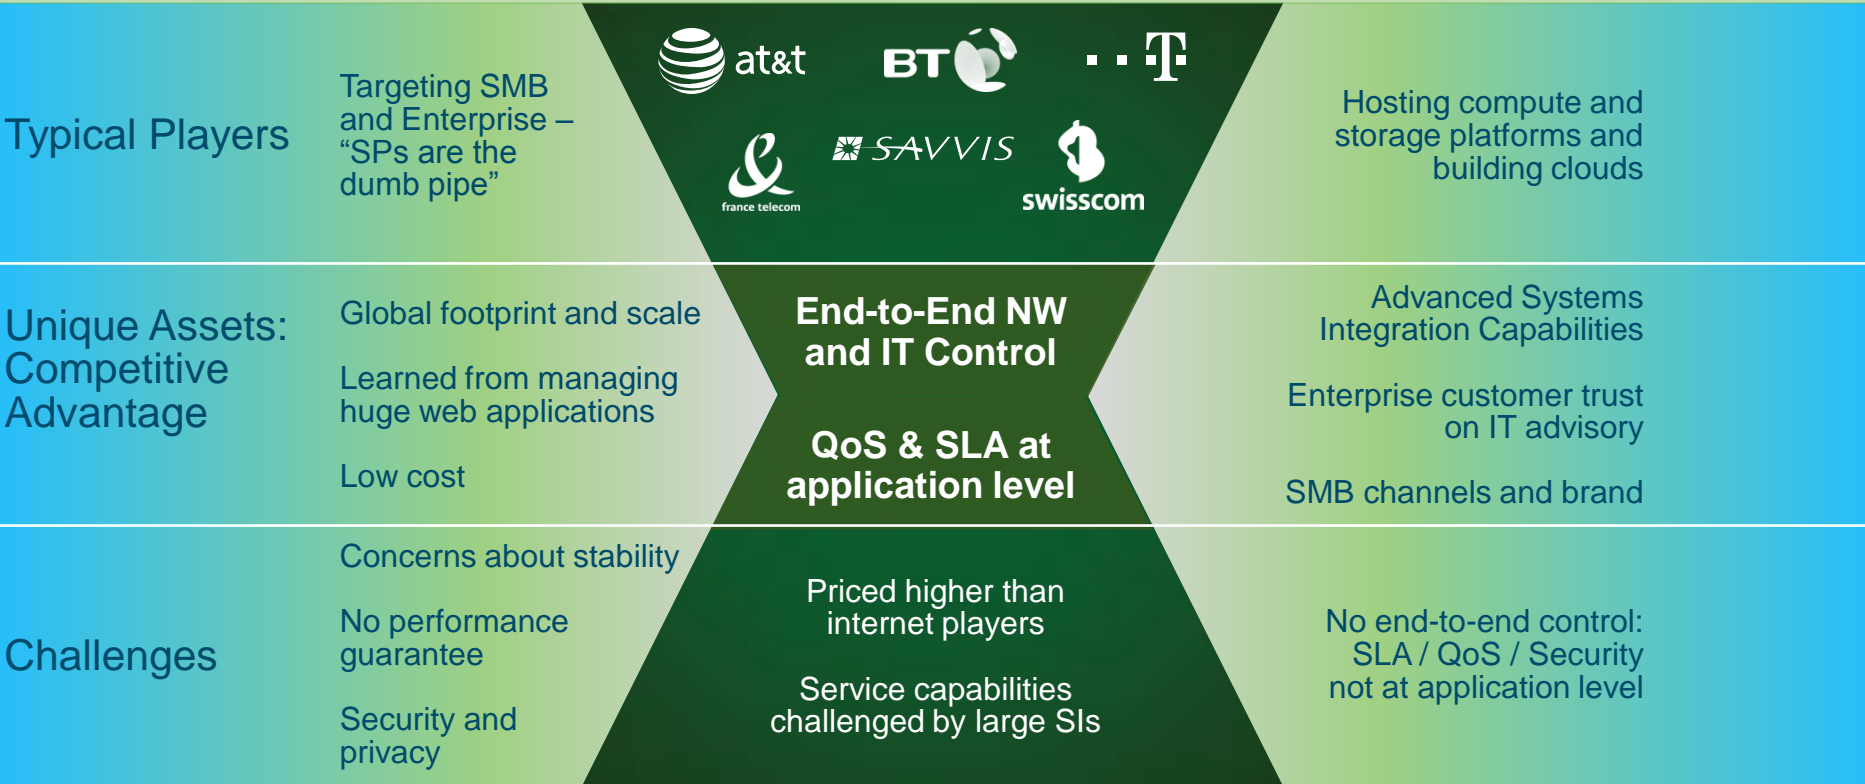 Typical Players
Targeting SMB
and Enterprise –
“SPs are the
dumb pipe”
at&t
BT
T
france telecom
SAVVIS
swisscom
Hosting compute and
storage platforms and
building clouds
Unique Assets:
Competitive
Advantage
Global footprint and scale
Learned from managing
huge web applications
Low cost
End-to-End NW
and IT Control
QoS & SLA at
application level
Advanced Systems
Integration Capabilities
Enterprise customer trust
on IT advisory
SMB channels and brand
Challenges
Concerns about stability
No performance
guarantee
Security and
privacy
Priced higher than
internet players
Service capabilities
challenged by large SIs
No end-to-end control:
SLA / QoS / Security
not at application level